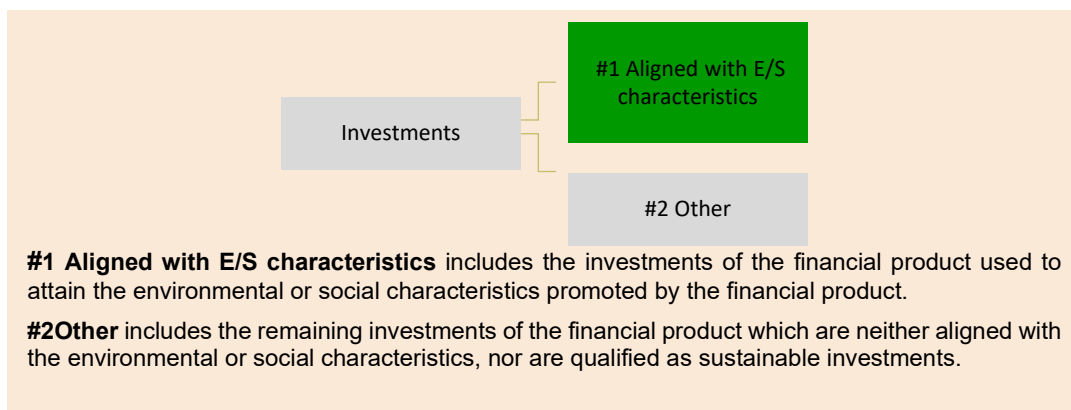 #1 Aligned with E/S
characteristics
Investments
#2 Other
#1 Aligned with E/S characteristics includes the investments of the financial product used to
attain the environmental or social characteristics promoted by the financial product.
#2Other includes the remaining investments of the financial product which are neither aligned with
the environmental or social characteristics, nor are qualified as sustainable investments.